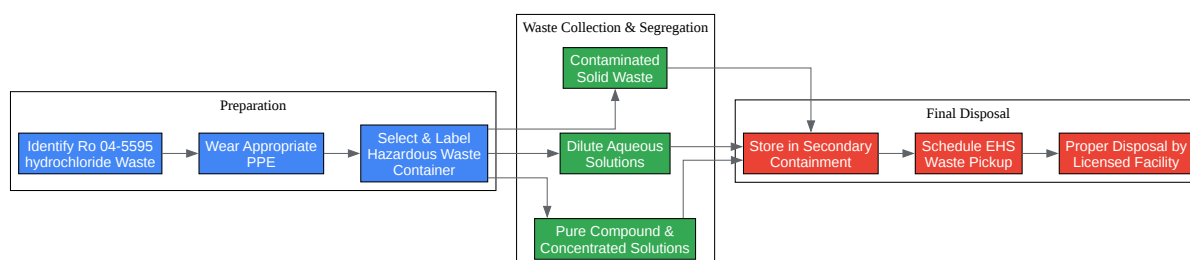 Preparation
Identify Ro 04-5595
hydrochloride Waste
Wear Appropriate
PPE
Select & Label
Hazardous Waste
Container
Waste Collection & Segregation
Contaminated
Solid Waste
Dilute Aqueous
Solutions
Pure Compound &
Concentrated Solutions
Final Disposal
Store in Secondary
Containment
Schedule EHS
Waste Pickup
Proper Disposal by
Licensed Facility